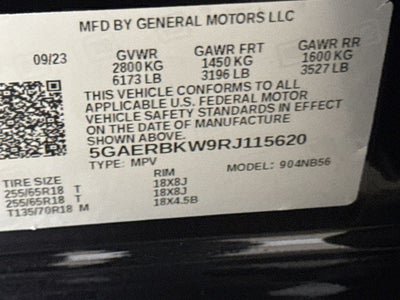 MFD BY GENERAL MOTORS LLC
09/23 GVWR GAWR FRT GAWR RR
2800 KG 1450 KG 1600 KG
6173 LB 3196 LB 3527 LB
THIS VEHICLE CONFORMS TO ALL
APPLICABLE U.S. FEDERAL MOTOR
VEHICLE SAFETY STANDARDS IN EFFECT
ON THE DATE OF MANUFACTURE
SHOWN ABOVE.
5GAERBKW9RJ115620
TYPE: MPV MODEL: 904NB56
TIRE SIZE RIM
255/65R18 T 18X8J
255/65R18 T 18X8J
T135/70R18 M 18X4.5B